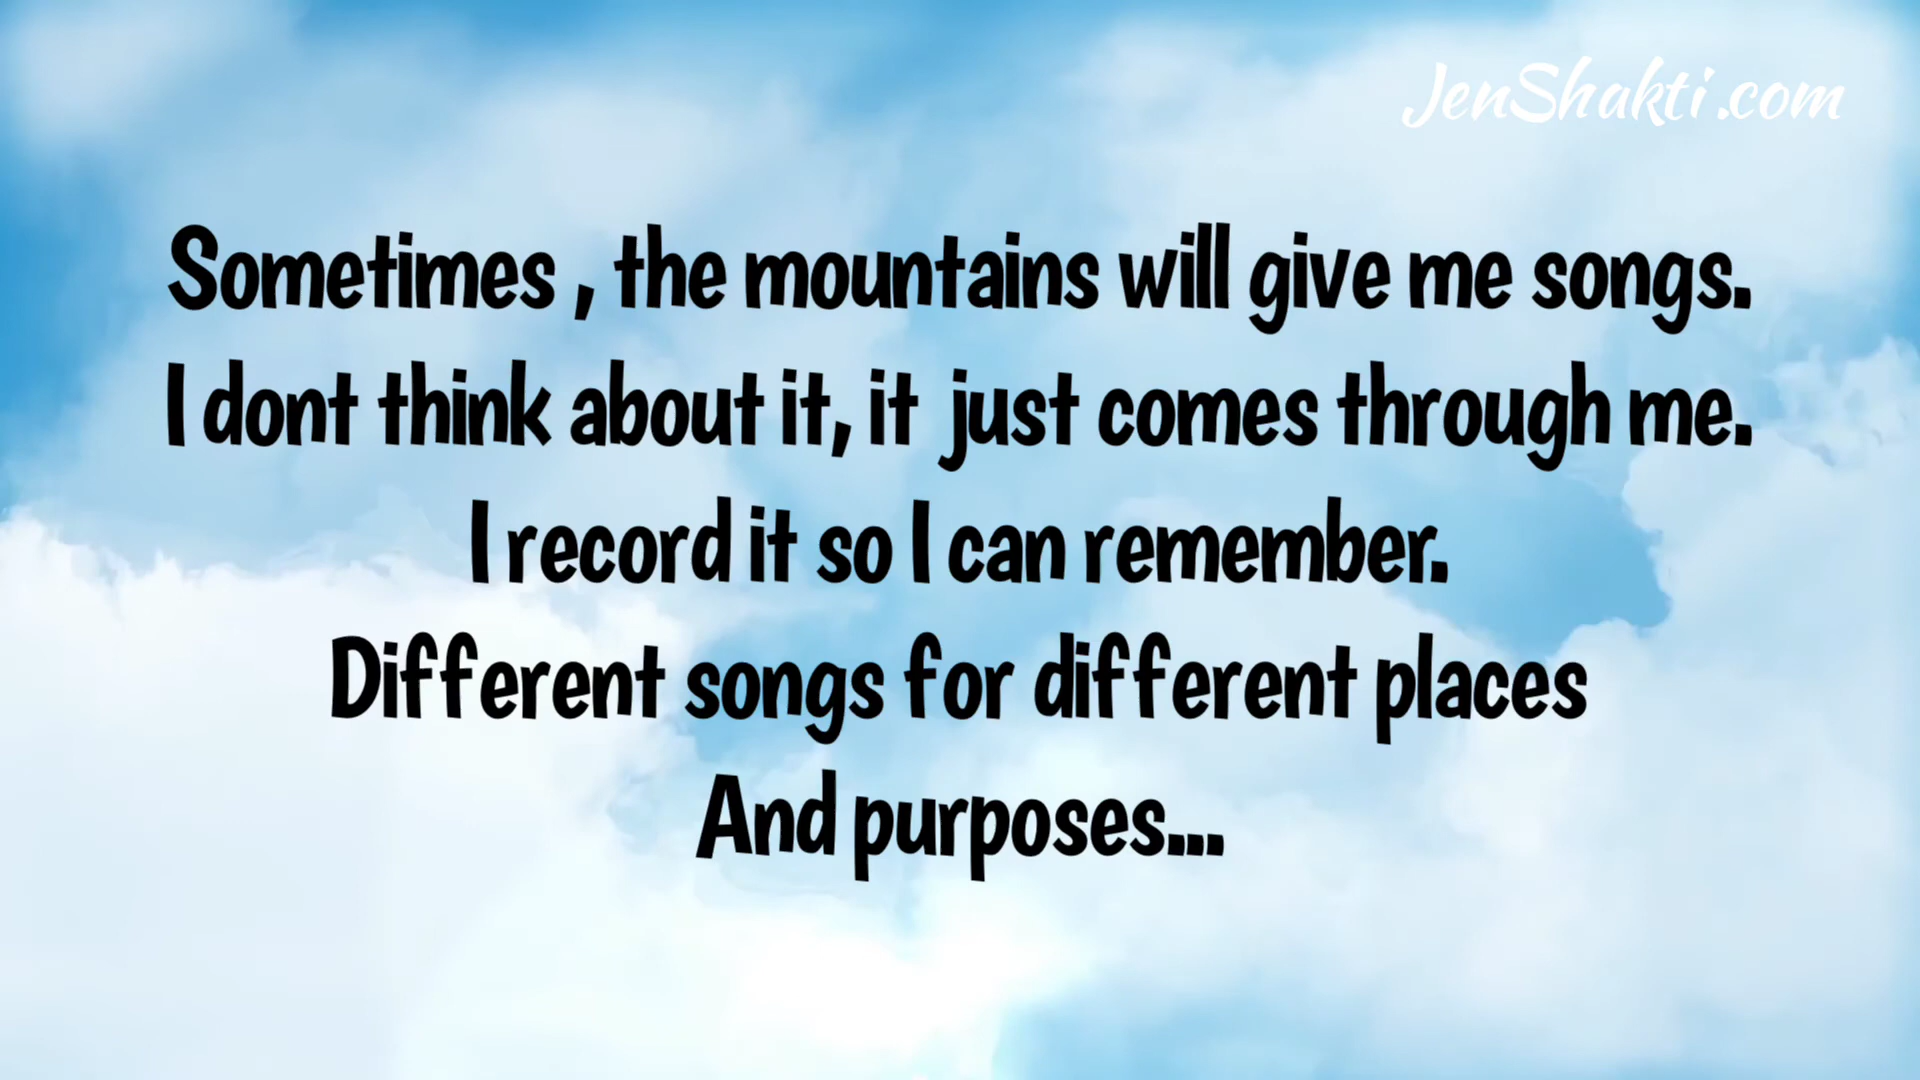 JenShakti.com
Sometimes , the mountains will give me songs.
I dont think about it, it just comes through me.
I record it so I can remember.
Different songs for different places
And purposes...